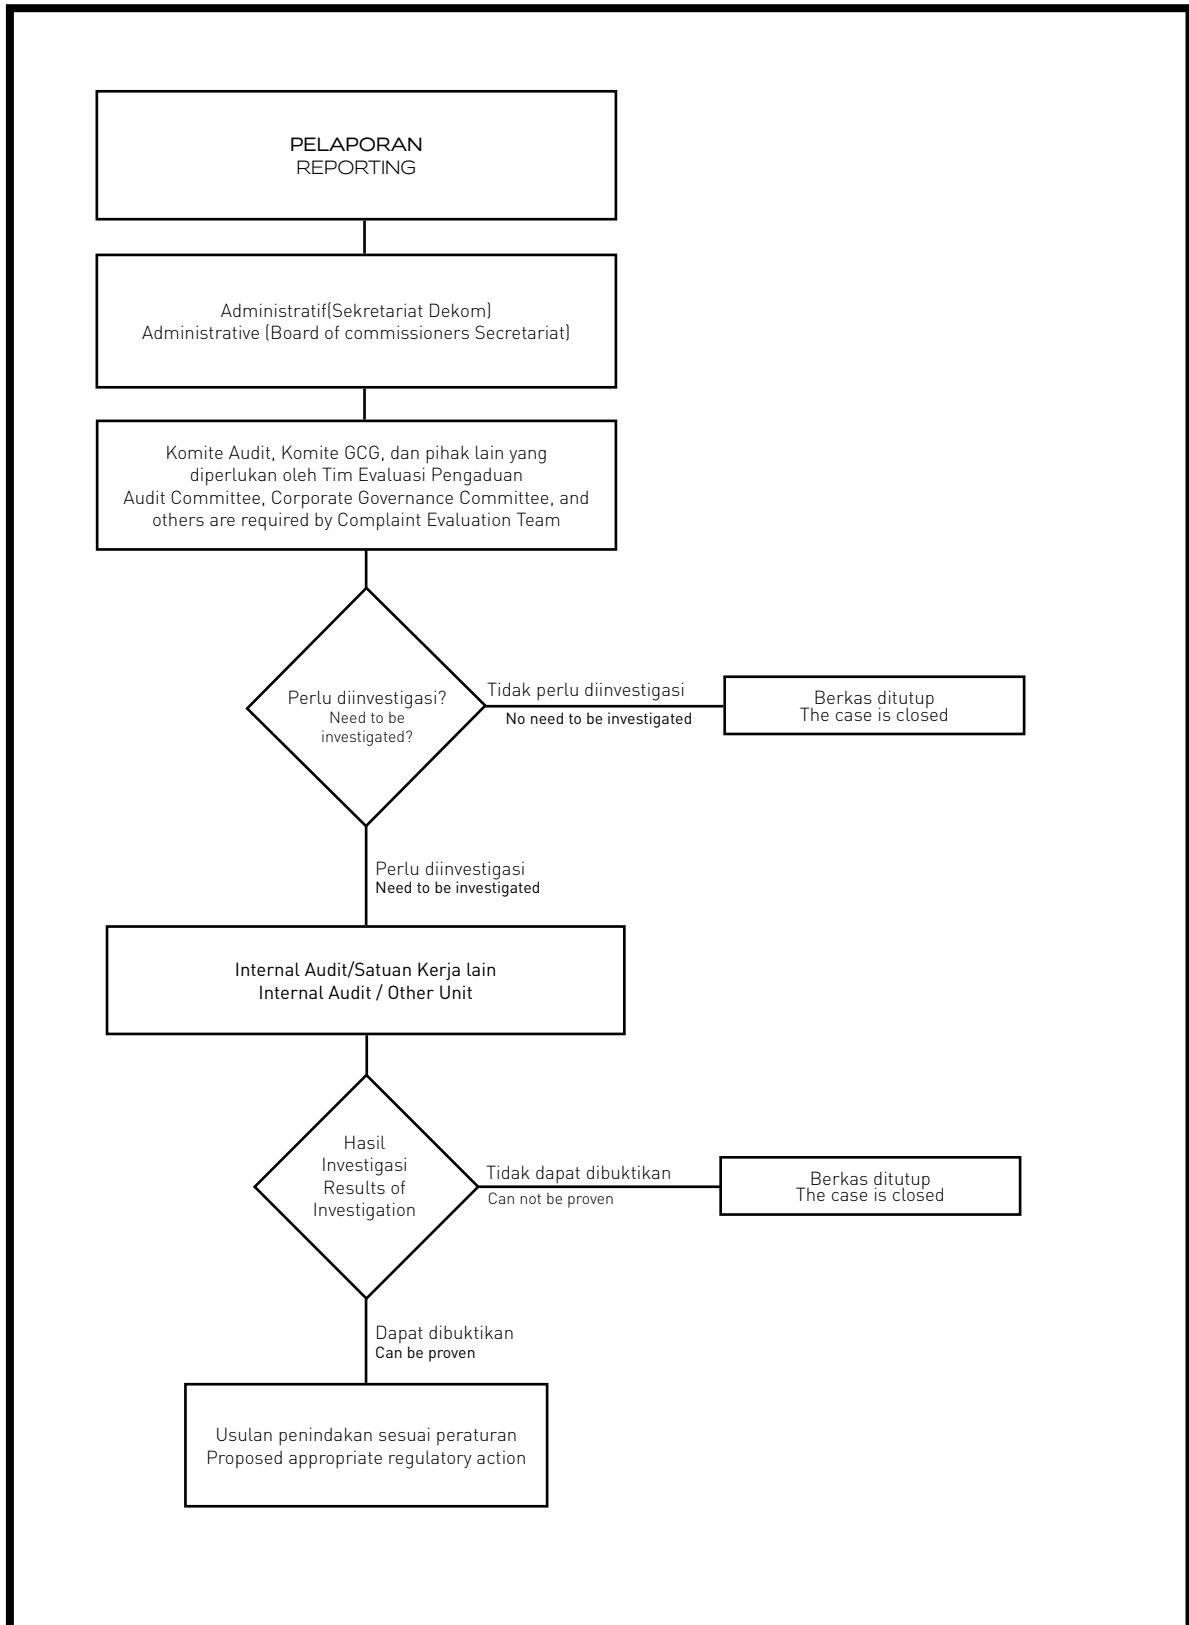 PELAPORAN
REPORTING
Administratif(Sekretariat Dekom)
Administrative (Board of commissioners Secretariat)
Komite Audit, Komite GCG, dan pihak lain yang
diperlukan oleh Tim Evaluasi Pengaduan
Audit Committee, Corporate Governance Committee, and
others are required by Complaint Evaluation Team
Perlu diinvestigasi?
Need to be
investigated?
Tidak perlu diinvestigasi
No need to be investigated
Berkas ditutup
The case is closed
Perlu diinvestigasi
Need to be investigated
Internal Audit/Satuan Kerja lain
Internal Audit / Other Unit
Hasil
Investigasi
Results of
Investigation
Tidak dapat dibuktikan
Can not be proven
Berkas ditutup
The case is closed
Dapat dibuktikan
Can be proven
Usulan penindakan sesuai peraturan
Proposed appropriate regulatory action